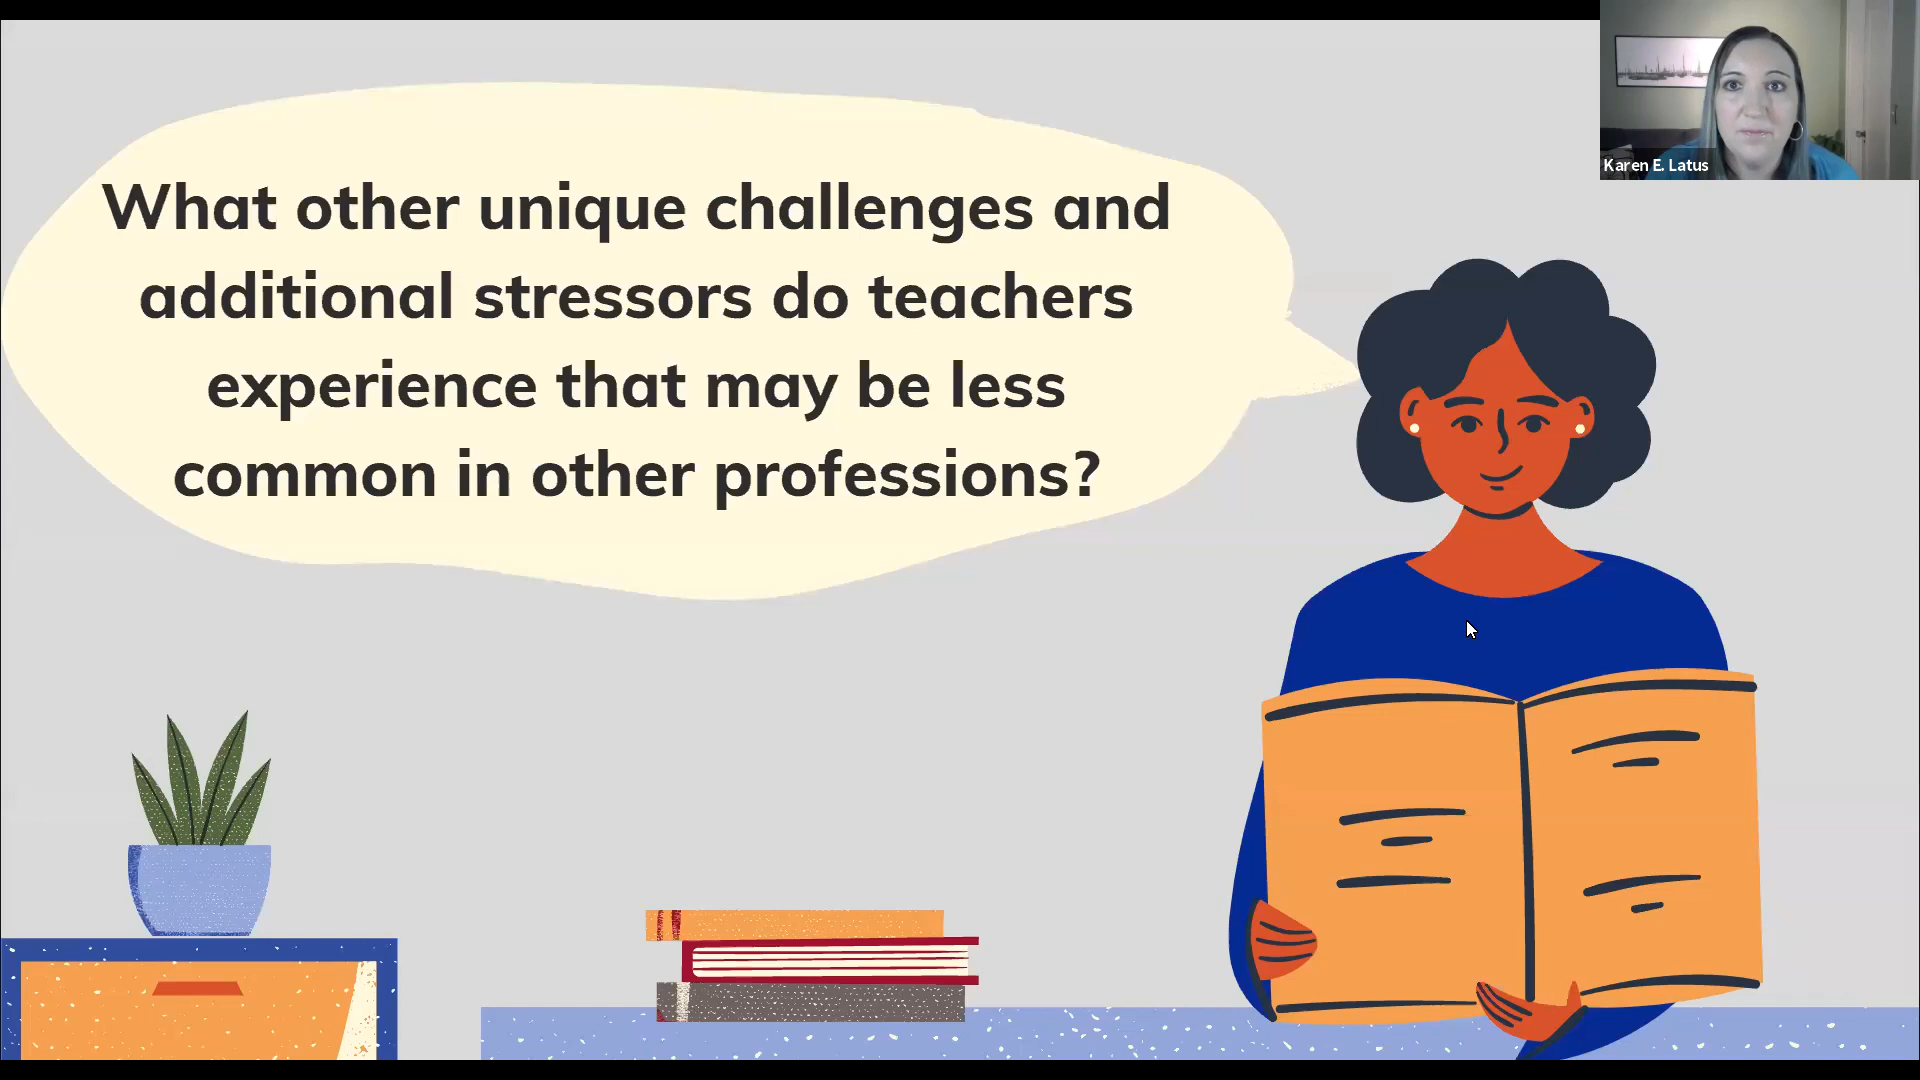 What other unique challenges and
additional stressors do teachers
experience that may be less
common in other professions?
Karen E. Latus